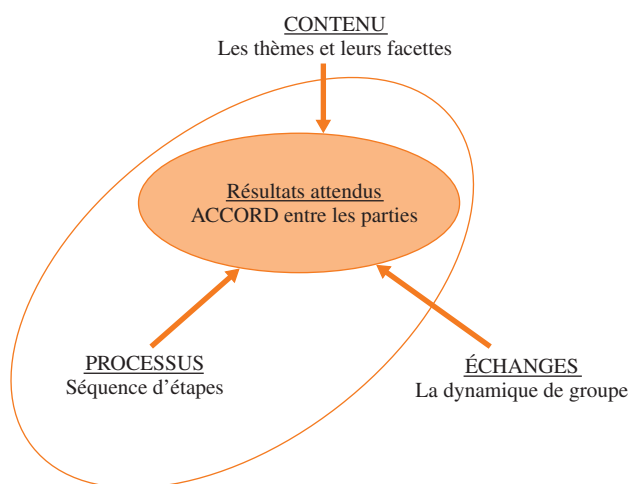 CONTENU
Les thèmes et leurs facettes
Résultats attendus
ACCORD entre les parties
PROCESSUS
Séquence d’étapes
ÉCHANGES
La dynamique de groupe